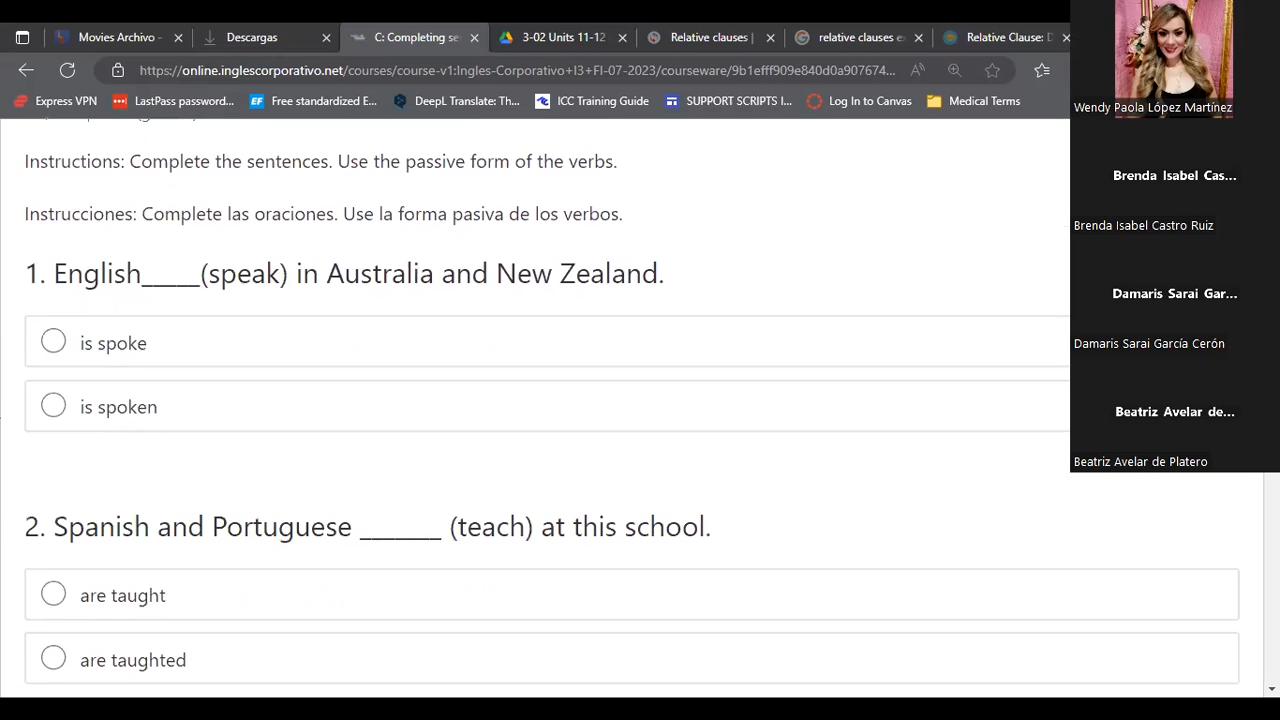 Movies Archivo -
Descargas
C: Completing se
3-02 Units 11-12
Relative clauses |
relative clauses e
Relative Clause: D
https://online.inglescorporativo.net/courses/course-v1:Ingles-Corporativo+I3+FI-07-2023/courseware/9b1efff909e840d0a907674...
Express VPN
LastPass password...
EF Free standardized E...
DeepL Translate: Th...
ICC Training Guide
SUPPORT SCRIPTS I...
Log In to Canvas
Medical Terms
Instructions: Complete the sentences. Use the passive form of the verbs.
Instrucciones: Complete las oraciones. Use la forma pasiva de los verbos.
1. English_____(speak) in Australia and New Zealand.
is spoke
is spoken
2. Spanish and Portuguese _______ (teach) at this school.
are taught
are taughted
Wendy Paola López Martínez
Brenda Isabel Cas...
Brenda Isabel Castro Ruiz
Damaris Sarai Gar...
Damaris Sarai García Cerón
Beatriz Avelar de...
Beatriz Avelar de Platero